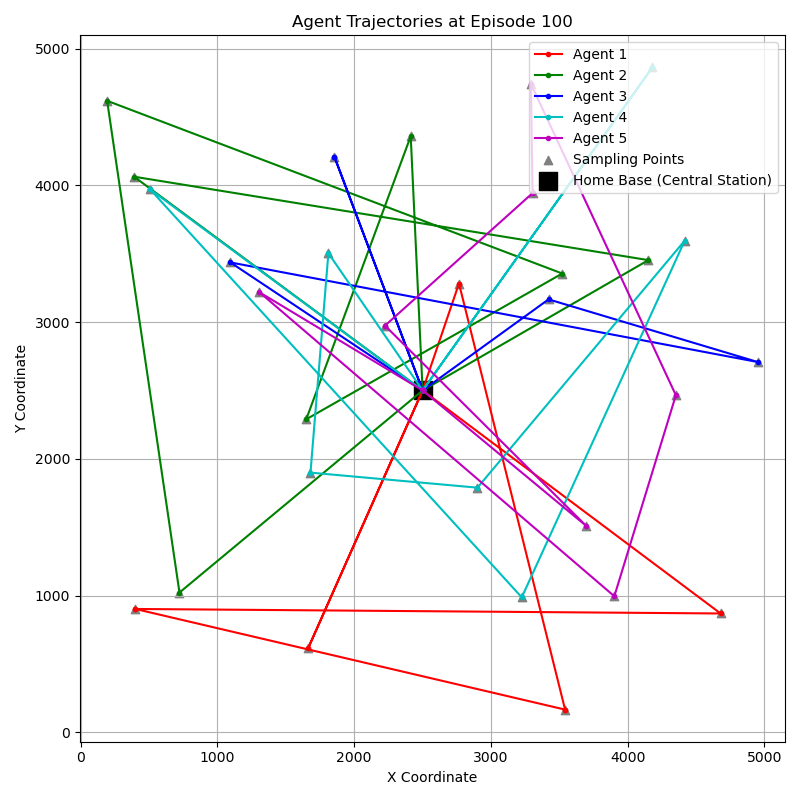 Agent Trajectories at Episode 100
Agent 1
Agent 2
Agent 3
Agent 4
Agent 5
Sampling Points
Home Base (Central Station)
Y Coordinate
5000
4000
3000
2000
1000
0
0 1000 2000 3000 4000 5000
X Coordinate